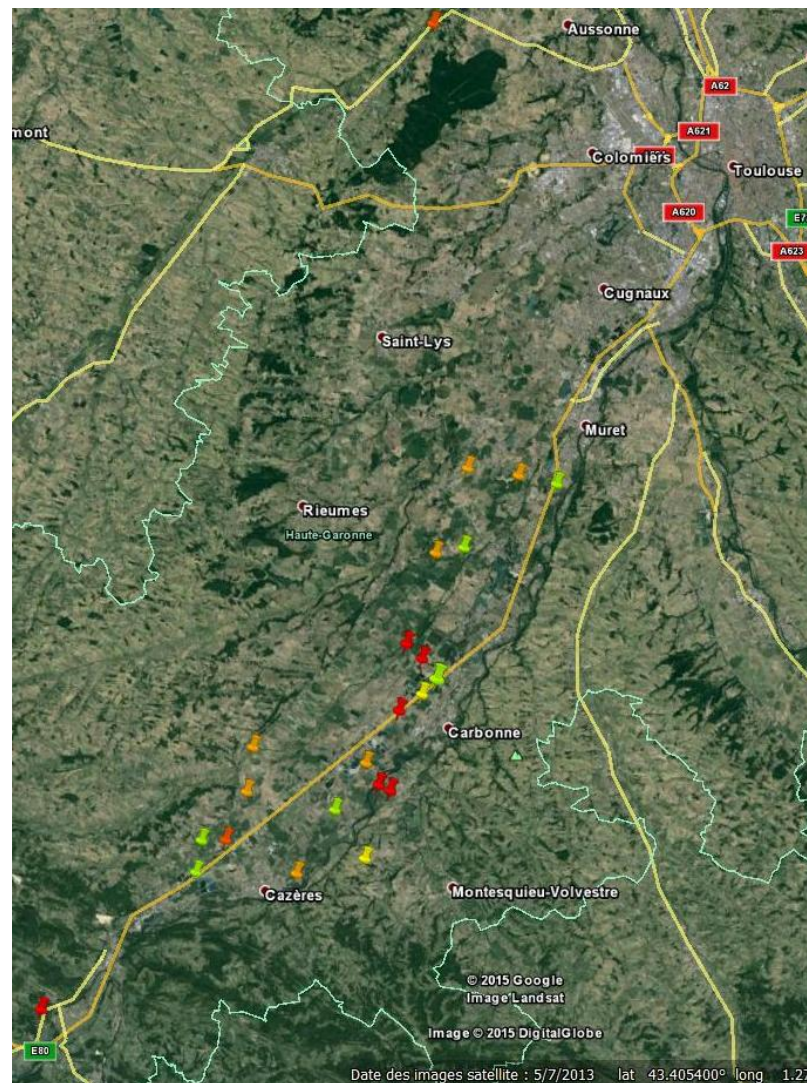 Aussonne
A62
mont
A621
Colomiers
Toulouse
A620
E7
A623
Cugnaux
Saint-Lys
Muret
Rieumes
Haute-Garonne
Carbonne
Cazères
Montesquieu-Volvestre
© 2015 Google
Image Landsat
Image © 2015 DigitalGlobe
E80
Date des images satellite : 5/7/2013 lat 43.405400° long 1.2